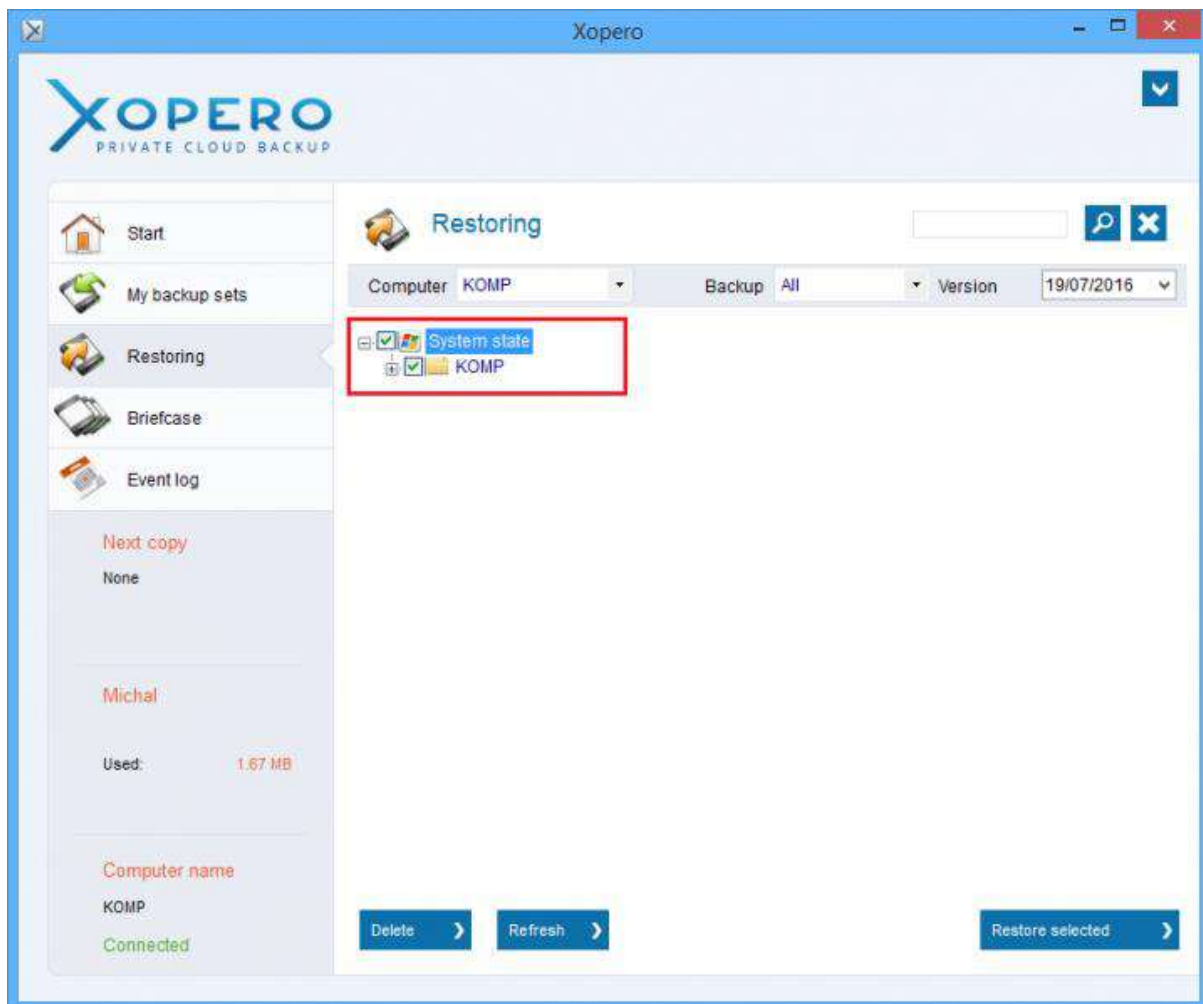 Xopero
XOPERO
PRIVATE CLOUD BACKUP
Start
My backup sets
Restoring
Briefcase
Event log
Next copy
None
Michal
Used: 1.67 MB
Computer name
KOMP
Connected
Restoring
Computer KOMP Backup All Version 19/07/2016
System state
KOMP
Delete Refresh Restore selected